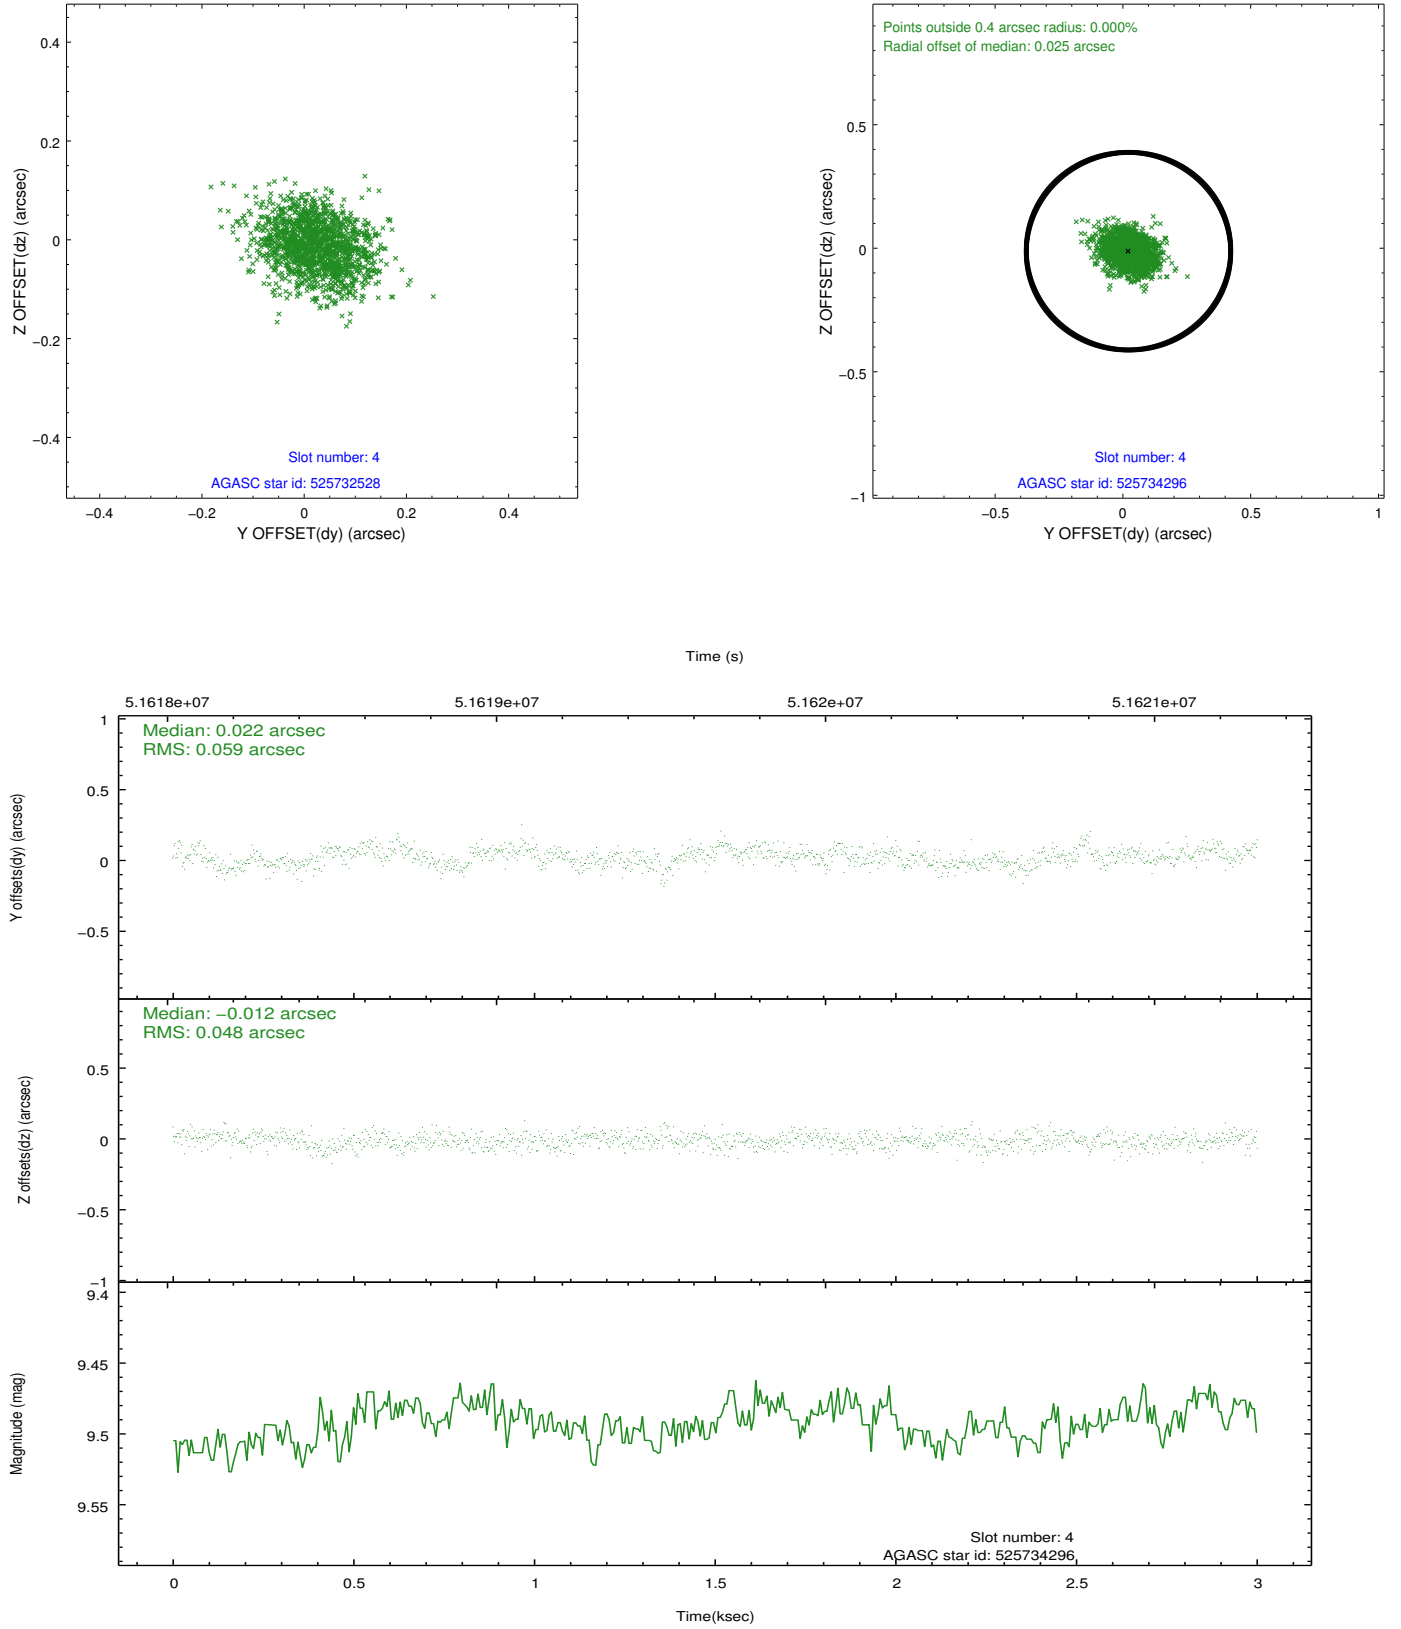 0.4
0.2
0
−0.2
−0.4
Z OFFSET(dz) (arcsec)
Slot number: 4
AGASC star id: 525732528
−0.4 −0.2 0 0.2 0.4
Y OFFSET(dy) (arcsec)
Points outside 0.4 arcsec radius: 0.000%
Radial offset of median: 0.025 arcsec
0.5
0
−0.5
−1
Z OFFSET(dz) (arcsec)
Slot number: 4
AGASC star id: 525734296
−0.5 0 0.5 1
Y OFFSET(dy) (arcsec)
Time (s)
5.1618e+07 5.1619e+07 5.162e+07 5.1621e+07
Median: 0.022 arcsec
RMS: 0.059 arcsec
1
0.5
0
−0.5
Y offsets(dy) (arcsec)
Median: −0.012 arcsec
RMS: 0.048 arcsec
0.5
0
−0.5
−1
Z offsets(dz) (arcsec)
9.4
9.45
9.5
9.55
Magnitude (mag)
Slot number: 4
AGASC star id: 525734296
0 0.5 1 1.5 2 2.5 3
Time(ksec)